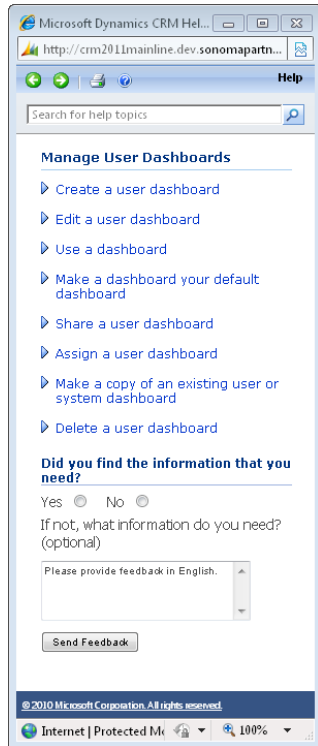 Microsoft Dynamics CRM Hel...
http://crm2011mainline.dev.sonomapartn...
Help
Search for help topics
Manage User Dashboards
Create a user dashboard
Edit a user dashboard
Use a dashboard
Make a dashboard your default
dashboard
Share a user dashboard
Assign a user dashboard
Make a copy of an existing user or
system dashboard
Delete a user dashboard
Did you find the information that you
need?
Yes No
If not, what information do you need?
(optional)
Please provide feedback in English.
Send Feedback
© 2010 Microsoft Corporation. All rights reserved.
Internet | Protected Mo 100%